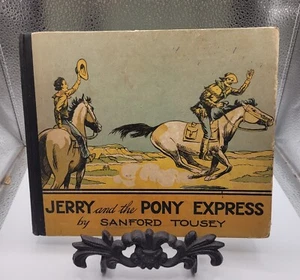 JERRY and the PONY EXPRESS
by SANFORD TOUSEY